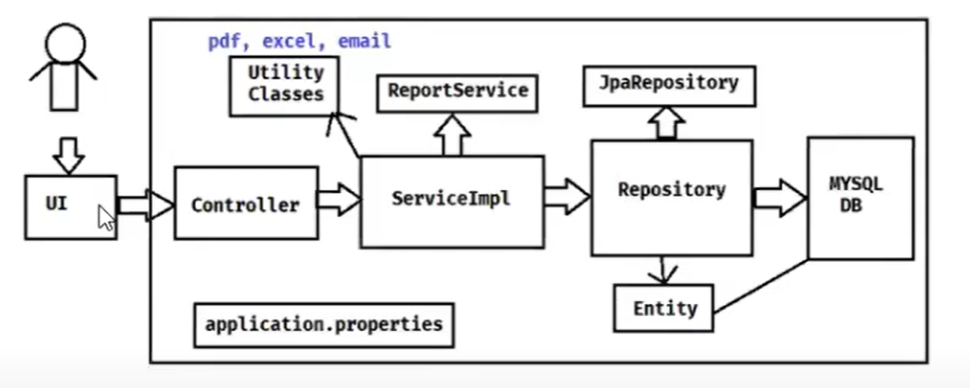 pdf, excel, email
Utility
Classes
ReportService
JpaRepository
UI
Controller
ServiceImpl
Repository
MYSQL
DB
Entity
application.properties